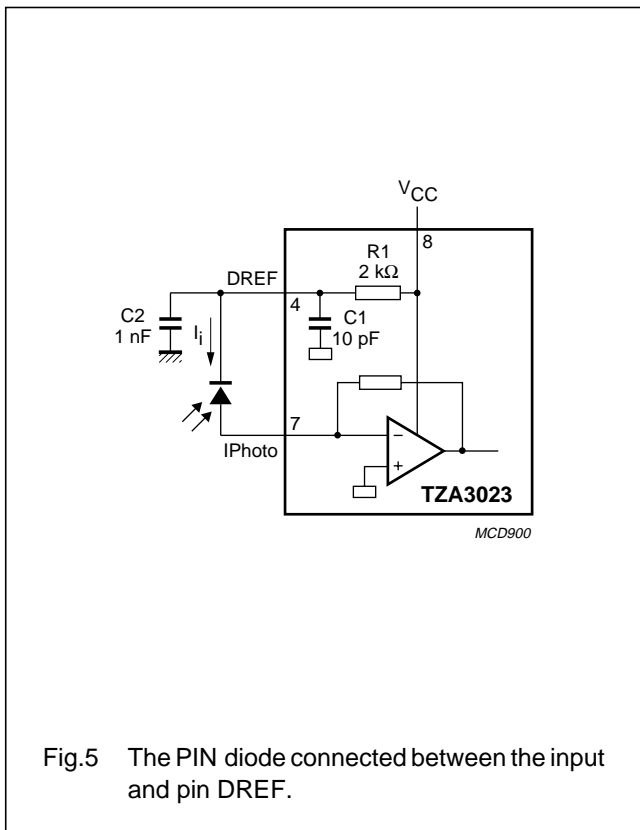 VCC
8
R1
2 kΩ
DREF
4
C2
1 nF
Ii
C1
10 pF
7
IPhoto
−
+
TZA3023
MCD900
Fig.5 The PIN diode connected between the input
and pin DREF.